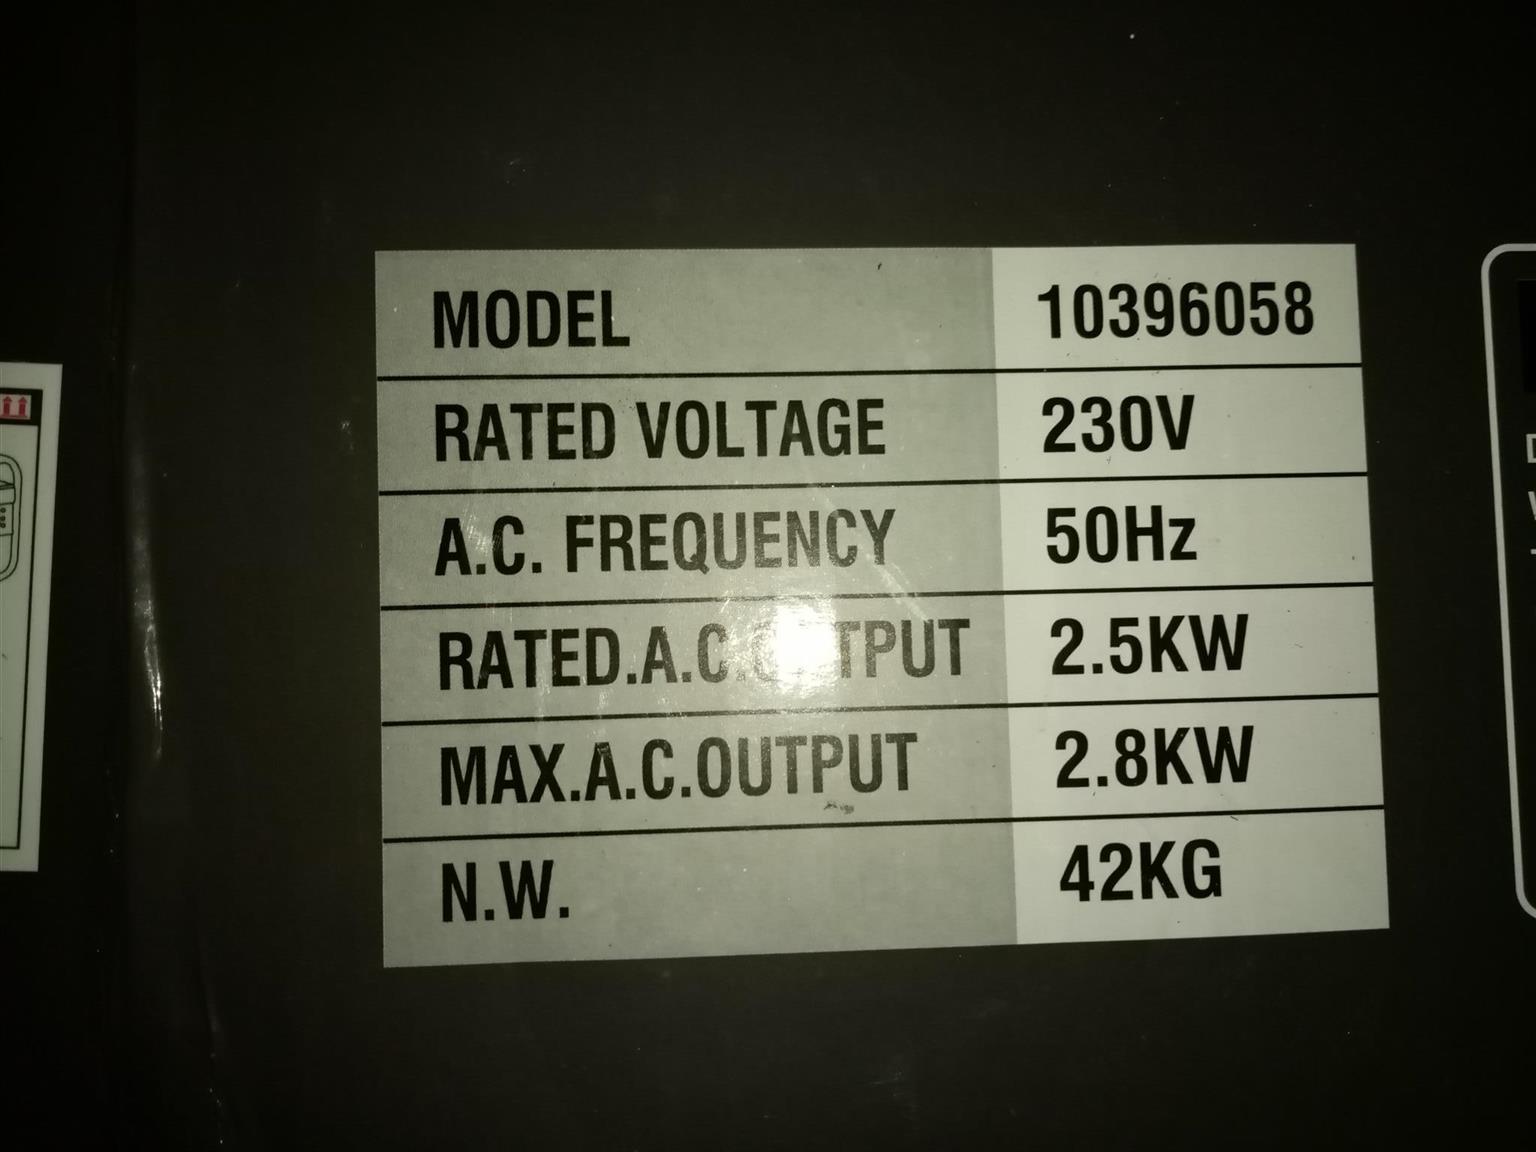 MODEL 10396058
RATED VOLTAGE 230V
A.C. FREQUENCY 50Hz
RATED.A.C.OUTPUT 2.5KW
MAX.A.C.OUTPUT 2.8KW
N.W. 42KG